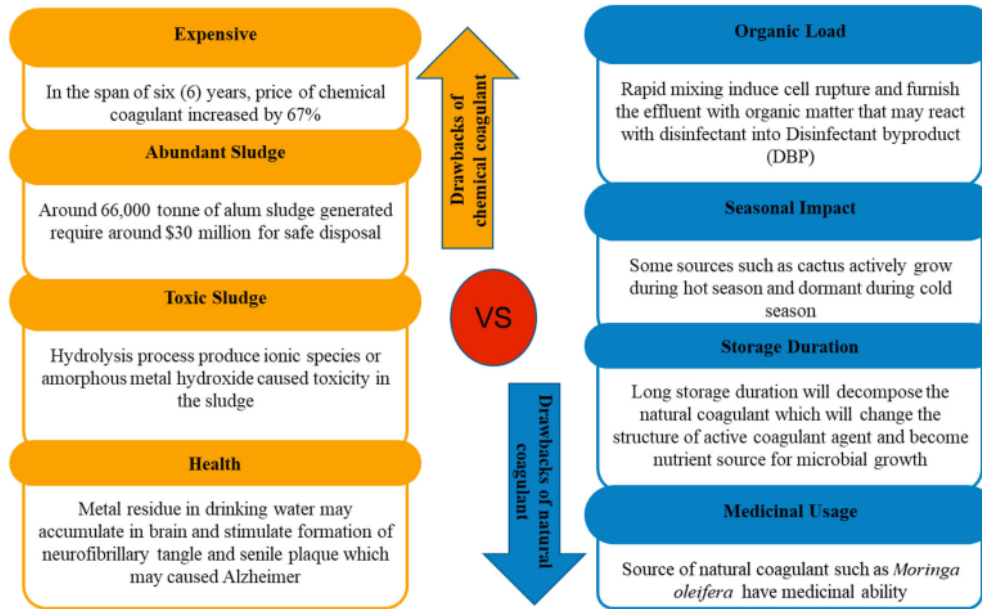 Expensive
In the span of six (6) years, price of chemical
coagulant increased by 67%
Abundant Sludge
Around 66,000 tonne of alum sludge generated
require around $30 million for safe disposal
Toxic Sludge
Hydrolysis process produce ionic species or
amorphous metal hydroxide caused toxicity in
the sludge
Health
Metal residue in drinking water may
accumulate in brain and stimulate formation of
neurofibrillary tangle and senile plaque which
may caused Alzheimer
Drawbacks of
chemical coagulant
VS
Drawbacks of natural
coagulant
Organic Load
Rapid mixing induce cell rupture and furnish
the effluent with organic matter that may react
with disinfectant into Disinfectant byproduct
(DBP)
Seasonal Impact
Some sources such as cactus actively grow
during hot season and dormant during cold
season
Storage Duration
Long storage duration will decompose the
natural coagulant which will change the
structure of active coagulant agent and become
nutrient source for microbial growth
Medicinal Usage
Source of natural coagulant such as Moringa
oleifera have medicinal ability